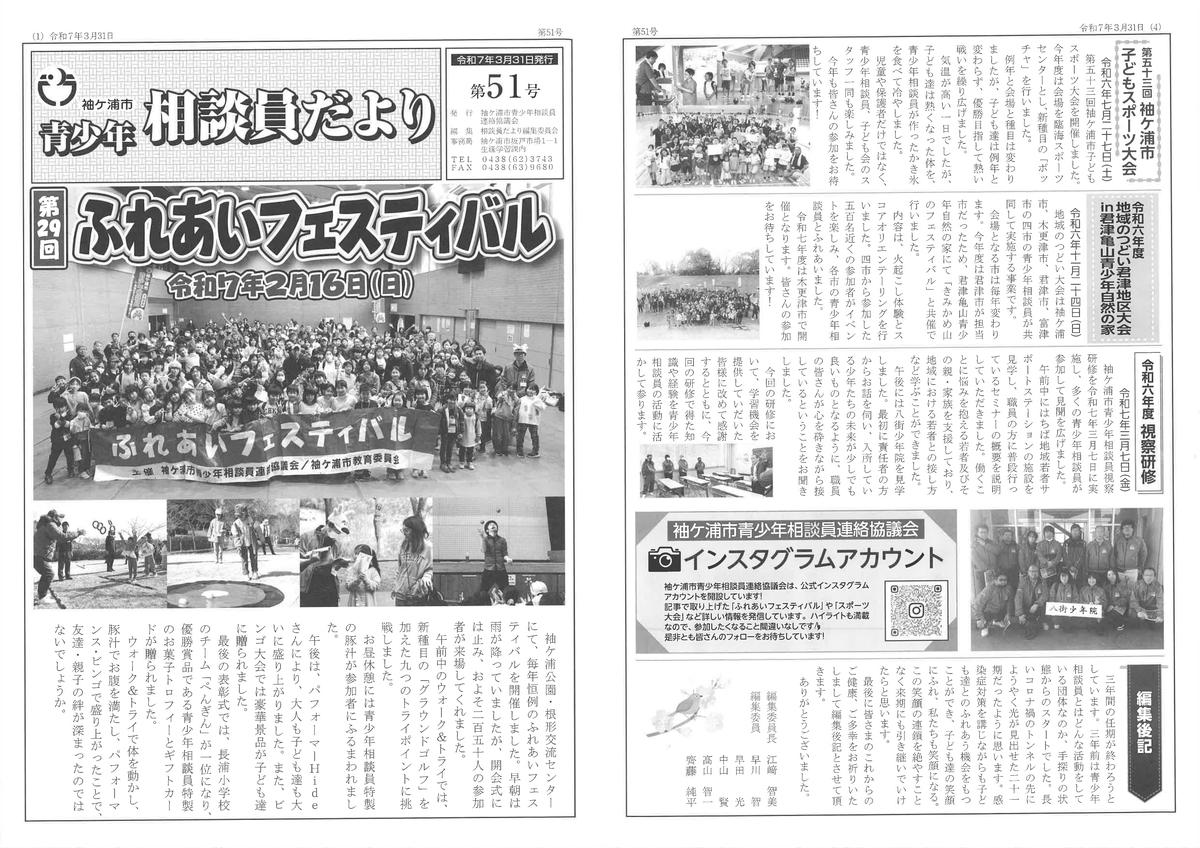 (1) 令和7年3月31日
第51号
袖ケ浦市
青少年 相談員だより
令和7年3月31日発行
第51号
発行 袖ケ浦市青少年相談員
連絡協議会
編集 相談員だより編集委員会
事務局 袖ケ浦市坂戸市場1-1
生涯学習課内
TEL 0438(62)3743
FAX 0438(63)9680
第29回
ふれあいフェスティバル
令和7年2月16日(日)
ふれあいフェスティバル
主催 袖ケ浦市青少年相談員連絡協議会/袖ケ浦市教育委員会
袖ケ浦公園・根形交流センター
にて、毎年恒例のふれあいフェス
ティバルを開催しました。早朝は
雨が降っていましたが、開会式に
は止み、およそ二百五十人の参加
者が来場してくれました。
午前中のウォーク&トライでは、
新種目の「グラウンドゴルフ」を
加えた九つのトライポイントに挑
戦しました。
お昼休憩には青少年相談員特製
の豚汁が参加者にふるまわれまし
た。
午後は、パフォーマーHide
さんにより、大人も子ども達も大
いに盛り上がりました。また、ビ
ンゴ大会では豪華景品が子ども達
に贈られました。
最後の表彰式では、長浦小学校
のチーム「ぺんぎん」が一位になり、
優勝賞品である青少年相談員特製
のお菓子トロフィーとギフトカー
ドが贈られました。
ウォーク&トライで体を動かし、
豚汁でお腹を満たし、パフォーマ
ンス・ビンゴで盛り上がったことで、
友達・親子の絆が深まったのでは
ないでしょうか。
第51号
令和7年3月31日 (4)
第五十三回 袖ケ浦市
子どもスポーツ大会
令和六年七月二十七日(土)
第五十三回袖ケ浦市子ども
スポーツ大会を開催しました。
今年度は会場を臨海スポーツ
センターとし、新種目の「ボッ
チャ」を行いました。
例年と会場と種目は変わり
ましたが、子ども達は例年と
変わらず、優勝目指して熱い
戦いを繰り広げました。
気温が高い一日でしたが、
子ども達は熱くなった体を、
青少年相談員が作ったかき氷
を食べて冷やしました。
児童や保護者だけではなく、
青少年相談員、子ども会のス
タッフ一同も楽しみました。
今年も皆さんの参加をお待
ちしています!
令和六年度
地域のつどい君津地区大会
in君津亀山青少年自然の家
令和六年十一月二十四日(日)
地域のつどい大会は袖ケ浦
市、木更津市、君津市、富津
市の四市の青少年相談員が共
同して実施する事業です。
会場となる市は毎年変わり
ます。今年度は君津市が担当
市だったため、君津亀山青少
年自然の家にて「きみかめ山
のフェスティバル」と共催で
行いました。
内容は、火起こし体験とス
コアオリエンテーリングを行
いました。四市から参加した
五百名近くの参加者がイベン
トを楽しみ、各市の青少年相
談員とふれあいました。
令和七年度は木更津市で開
催となります。皆さんの参加
をお待ちしています!
令和六年度 視察研修
令和七年三月七日(金)
袖ケ浦市青少年相談員視察
研修を令和七年三月七日に実
施し、多くの青少年相談員が
参加して見聞を広げました。
午前中にはちば地域若者サ
ポートステーションの施設を
見学し、職員の方に普段行っ
ているセミナーの概要を説明
していただきました。働くこ
とに悩みを抱える若者及びそ
の親・家族を支援しており、
地域における若者との接し方
など学ぶことができました。
午後には八街少年院を見学
しました。最初に責任者の方
からお話を伺い、入所してい
る少年たちの未来が少しでも
良いものとなるように、職員
の皆さんが心を砕きながら接
しているということをお聞き
しました。
今回の研修にお
いて、学習機会を
提供していただいた
皆様に改めて感謝
するとともに、今
回の研修で得た知
識や経験を青少年
相談員の活動に活
かして参ります。
八街少年院
袖ケ浦市青少年相談員連絡協議会
インスタグラムアカウント
袖ケ浦市青少年相談員連絡協議会は、公式インスタグラム
アカウントを開設しています!
記事で取り上げた「ふれあいフェスティバル」や「スポーツ
大会」など詳しい情報を発信しています。ハイライトも満載
なので、参加したくなること間違いなしです
是非とも皆さんのフォローをお待ちしています!
編集後記
三年間の任期が終わろうと
しています。三年前は青少年
相談員とはどんな活動をして
いる団体なのか、手探りの状
態からのスタートでした。長
いコロナ禍のトンネルの先に
ようやく光が見出せた二十一
期だったように思います。感
染症対策を講じながらも子ど
も達とのふれあう機会をもつ
ことができ、子ども達の笑顔
にふれ、私たちも笑顔になる。
この笑顔の連鎖を絶やすこと
なく来期にも引き継いでいけ
たらと思います。
最後に皆さまのこれからの
ご健康、ご多幸をお祈りいた
しまして編集後記とさせて頂
きます。
ありがとうございました。
編集委員長 江﨑 智美
編集委員 早川 智
早田 光
中山 賢
髙山 智一
齊藤 純平